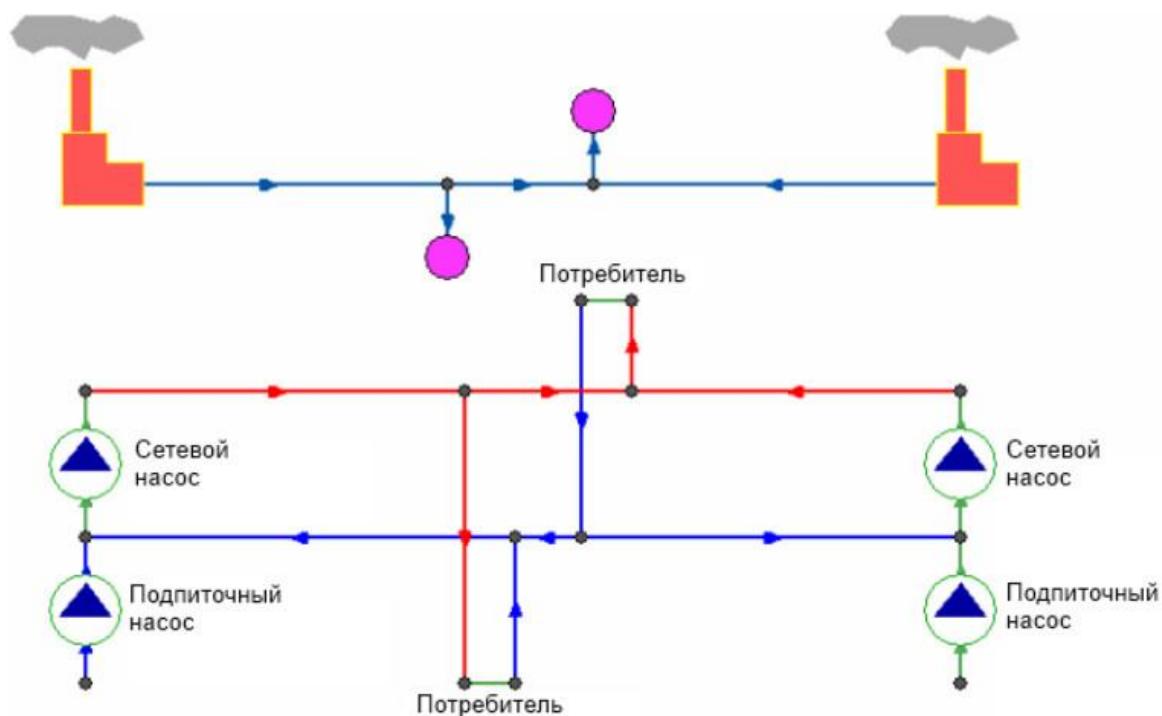 Потребитель
Сетевой
насос
Сетевой
насос
Подпиточный
насос
Подпиточный
насос
Потребитель